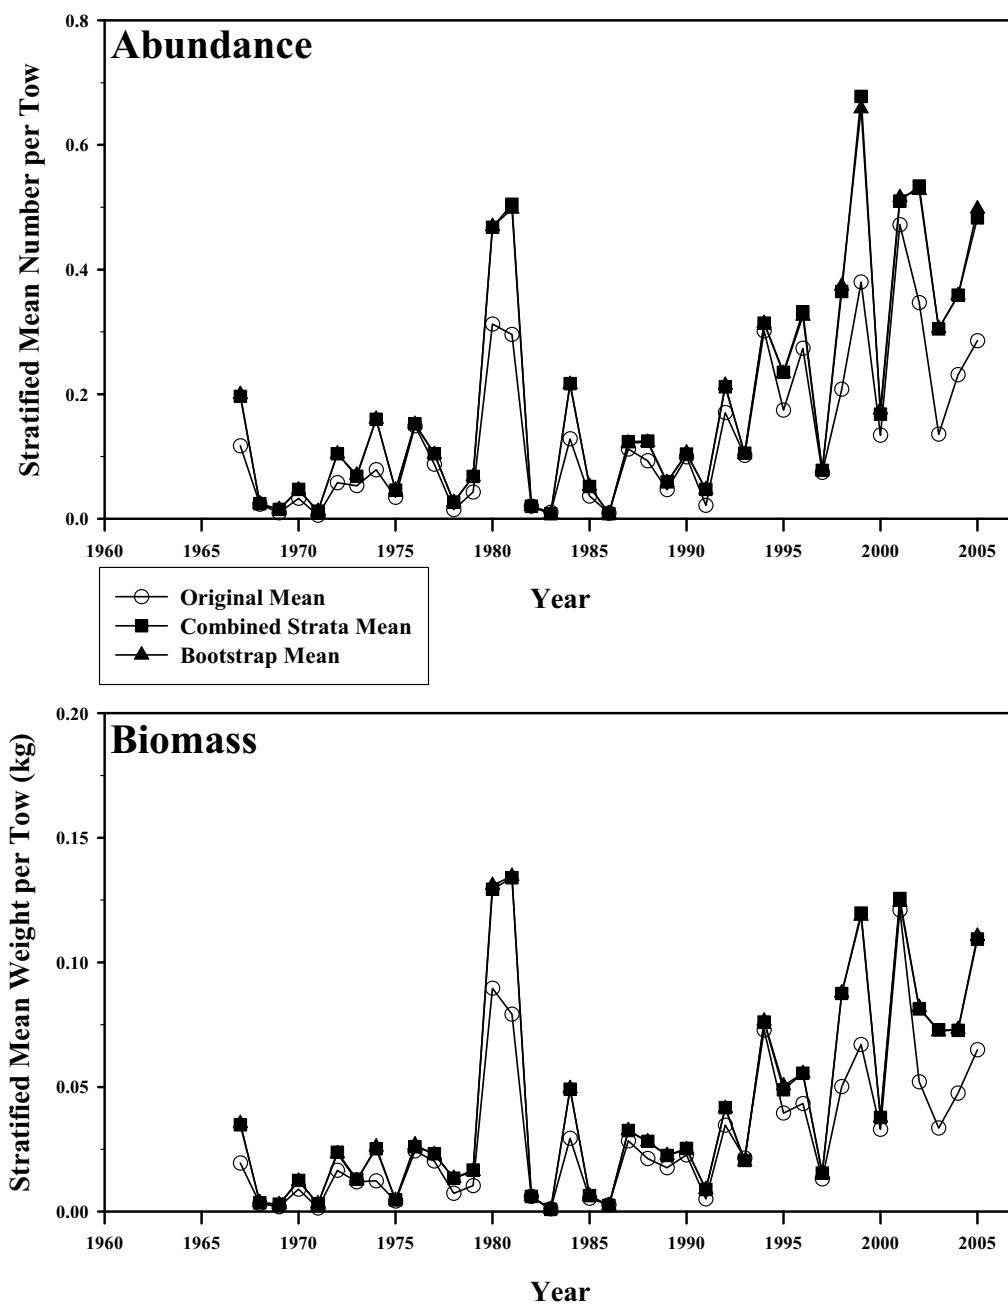 Abundance
Stratified Mean Number per Tow
0.8
0.6
0.4
0.2
0.0
1960 1965 1970 1975 1980 1985 1990 1995 2000 2005
Year
Original Mean
Combined Strata Mean
Bootstrap Mean
Biomass
Stratified Mean Weight per Tow (kg)
0.20
0.15
0.10
0.05
0.00
1960 1965 1970 1975 1980 1985 1990 1995 2000 2005
Year